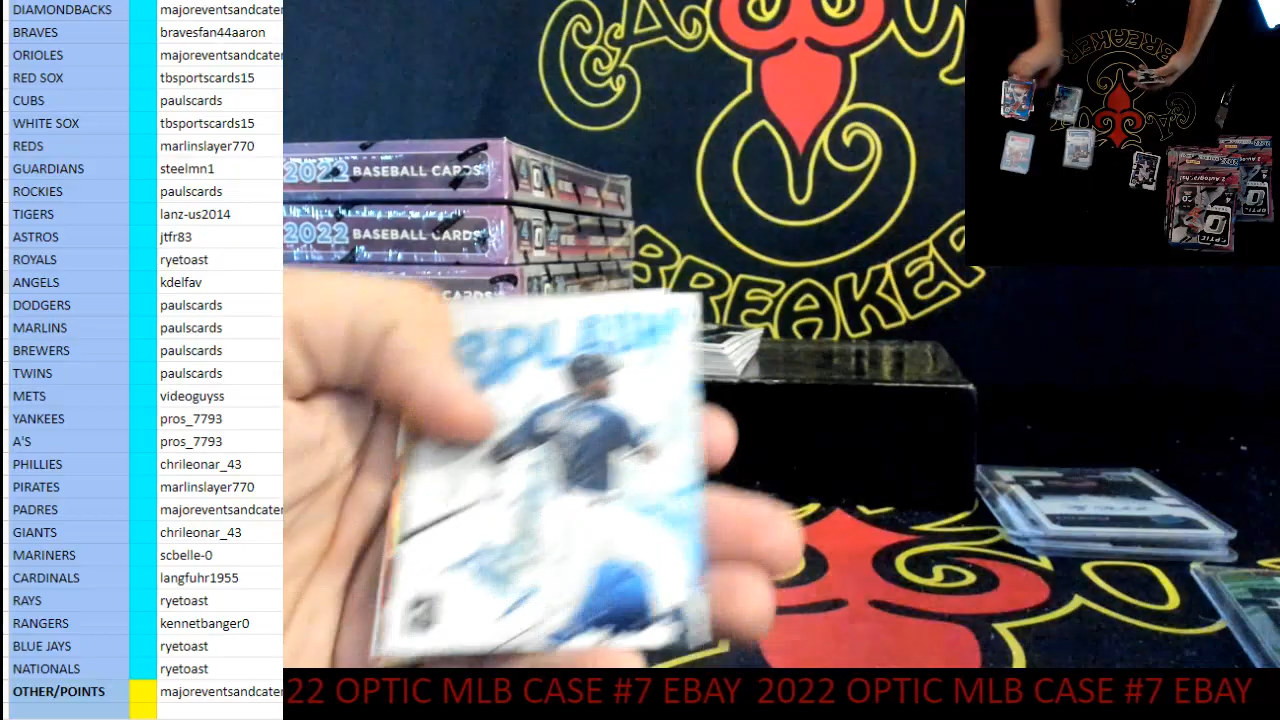 DIAMONDBACKS majoreventsandcater
BRAVES bravesfan44aaron
ORIOLES majoreventsandcater
RED SOX tbsportscards15
CUBS paulscards
WHITE SOX tbsportscards15
REDS marlinslayer770
GUARDIANS steelmn1
ROCKIES paulscards
TIGERS lanz-us2014
ASTROS jtfr83
ROYALS ryetoast
ANGELS kdelfav
DODGERS paulscards
MARLINS paulscards
BREWERS paulscards
TWINS paulscards
METS videoguyss
YANKEES pros_7793
A'S pros_7793
PHILLIES chrileonar_43
PIRATES marlinslayer770
PADRES majoreventsandcater
GIANTS chrileonar_43
MARINERS scbelle-0
CARDINALS langfuhr1955
RAYS ryetoast
RANGERS kennetbanger0
BLUE JAYS ryetoast
NATIONALS ryetoast
OTHER/POINTS majoreventsandcater
2022 BASEBALL CARDS
2022 BASEBALL CARDS
CARDS
BREAKER
BREAKER
OPTIC
22 OPTIC MLB CASE #7 EBAY 2022 OPTIC MLB CASE #7 EBAY